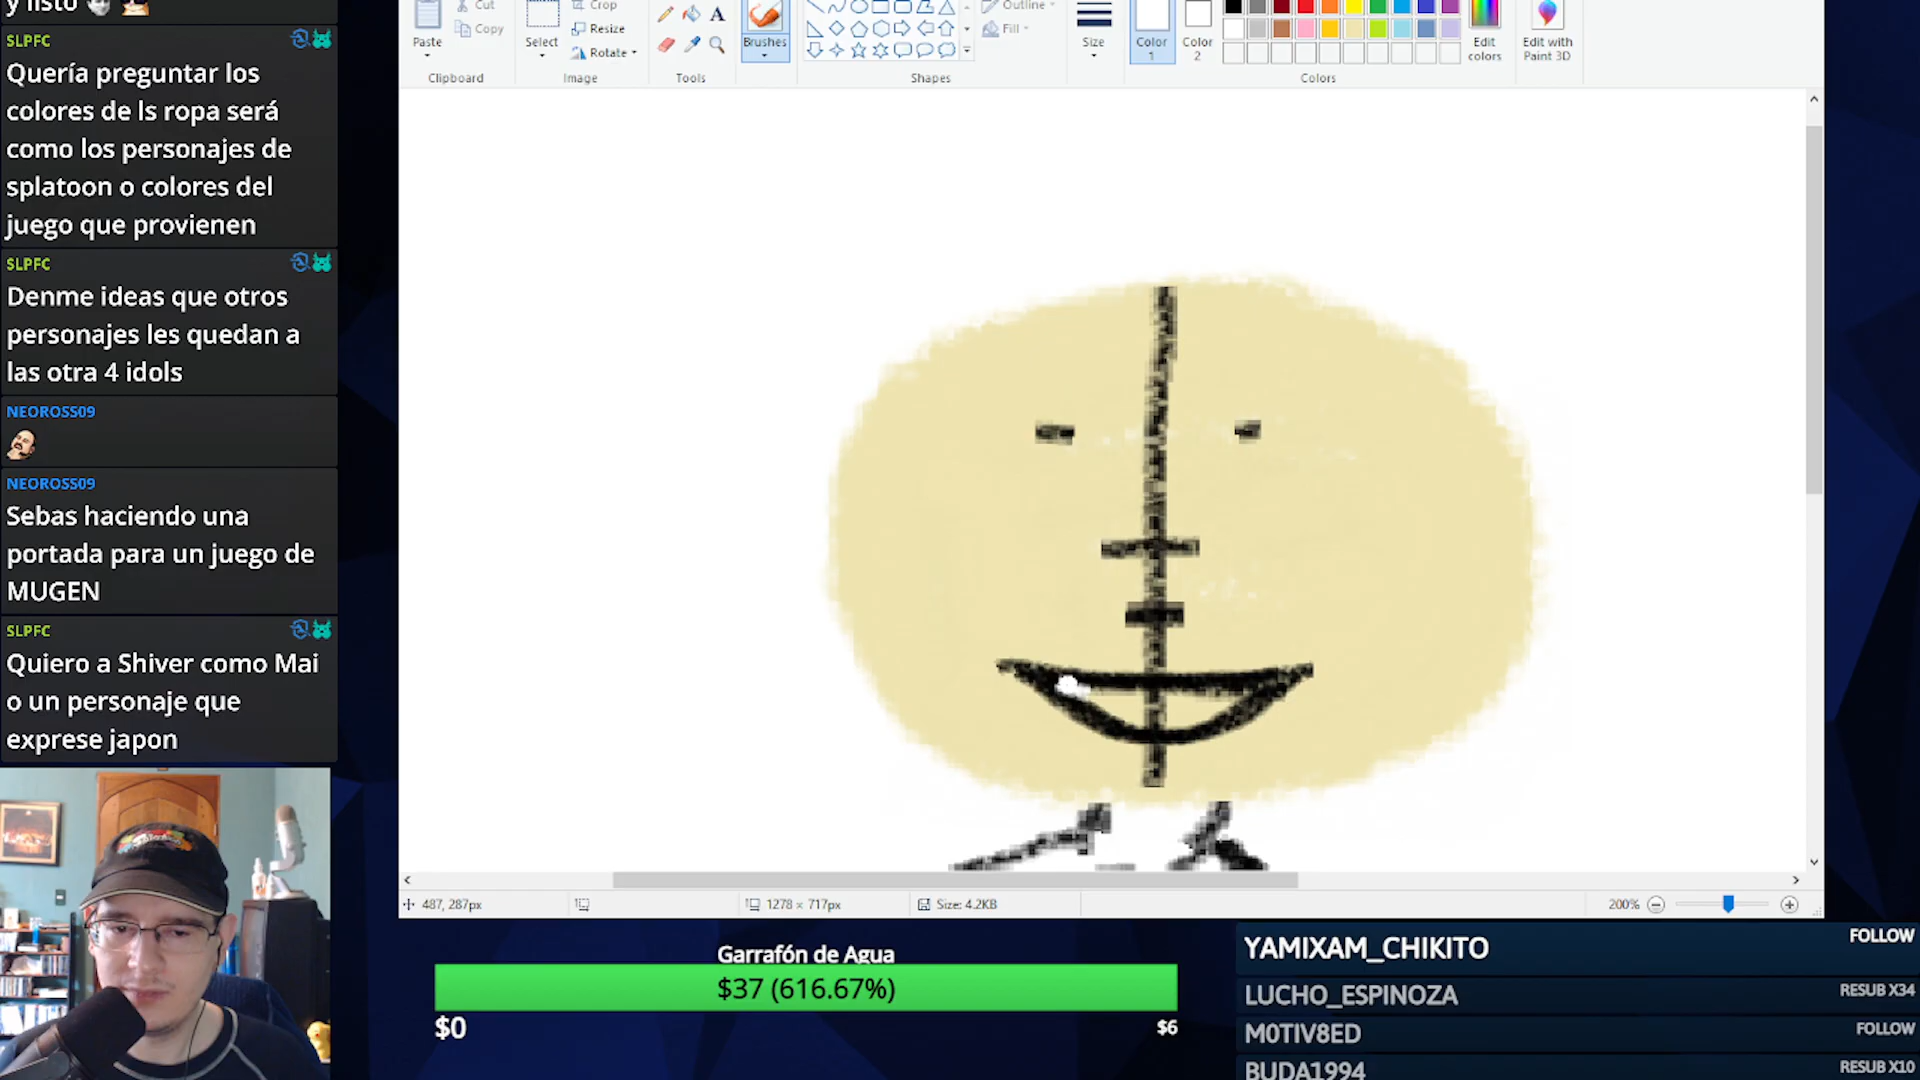 y listo
SLPFC
Quería preguntar los
colores de ls ropa será
como los personajes de
splatoon o colores del
juego que provienen
SLPFC
Denme ideas que otros
personajes les quedan a
las otra 4 idols
NEOROSS09
NEOROSS09
Sebas haciendo una
portada para un juego de
MUGEN
SLPFC
Quiero a Shiver como Mai
o un personaje que
exprese japon
Paste
Cut
Copy
Clipboard
Select
Crop
Resize
Rotate
Image
A
Tools
Brushes
Outline
Fill
Shapes
Size
Color
1
Color
2
Edit
colors
Colors
Edit with
Paint 3D
487, 287px
1278 × 717px
Size: 4.2KB
200%
Garrafón de Agua
$37 (616.67%)
$0
$6
YAMIXAM_CHIKITO FOLLOW
LUCHO_ESPINOZA RESUB X34
M0TIV8ED FOLLOW
BUDA1994 RESUB X10